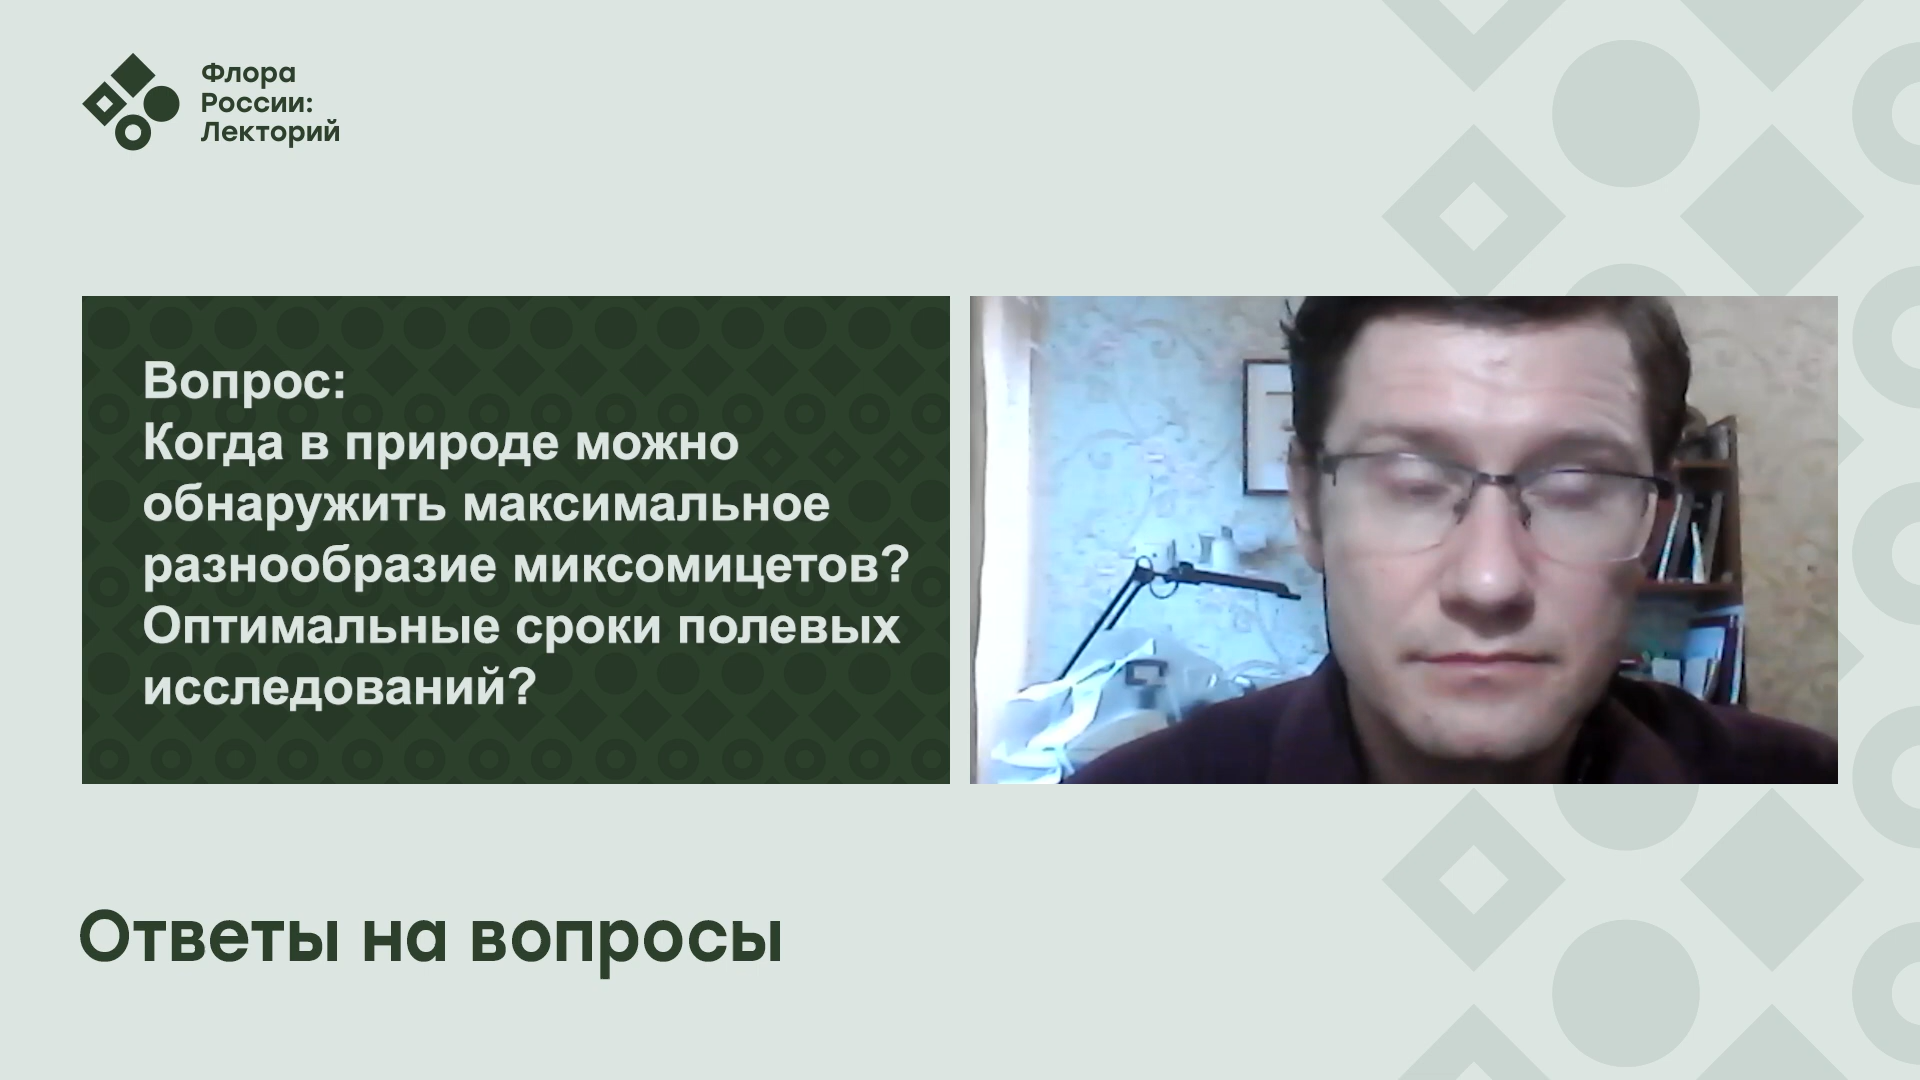 Флора
России:
Лекторий
Вопрос:
Когда в природе можно
обнаружить максимальное
разнообразие миксомицетов?
Оптимальные сроки полевых
исследований?
Ответы на вопросы